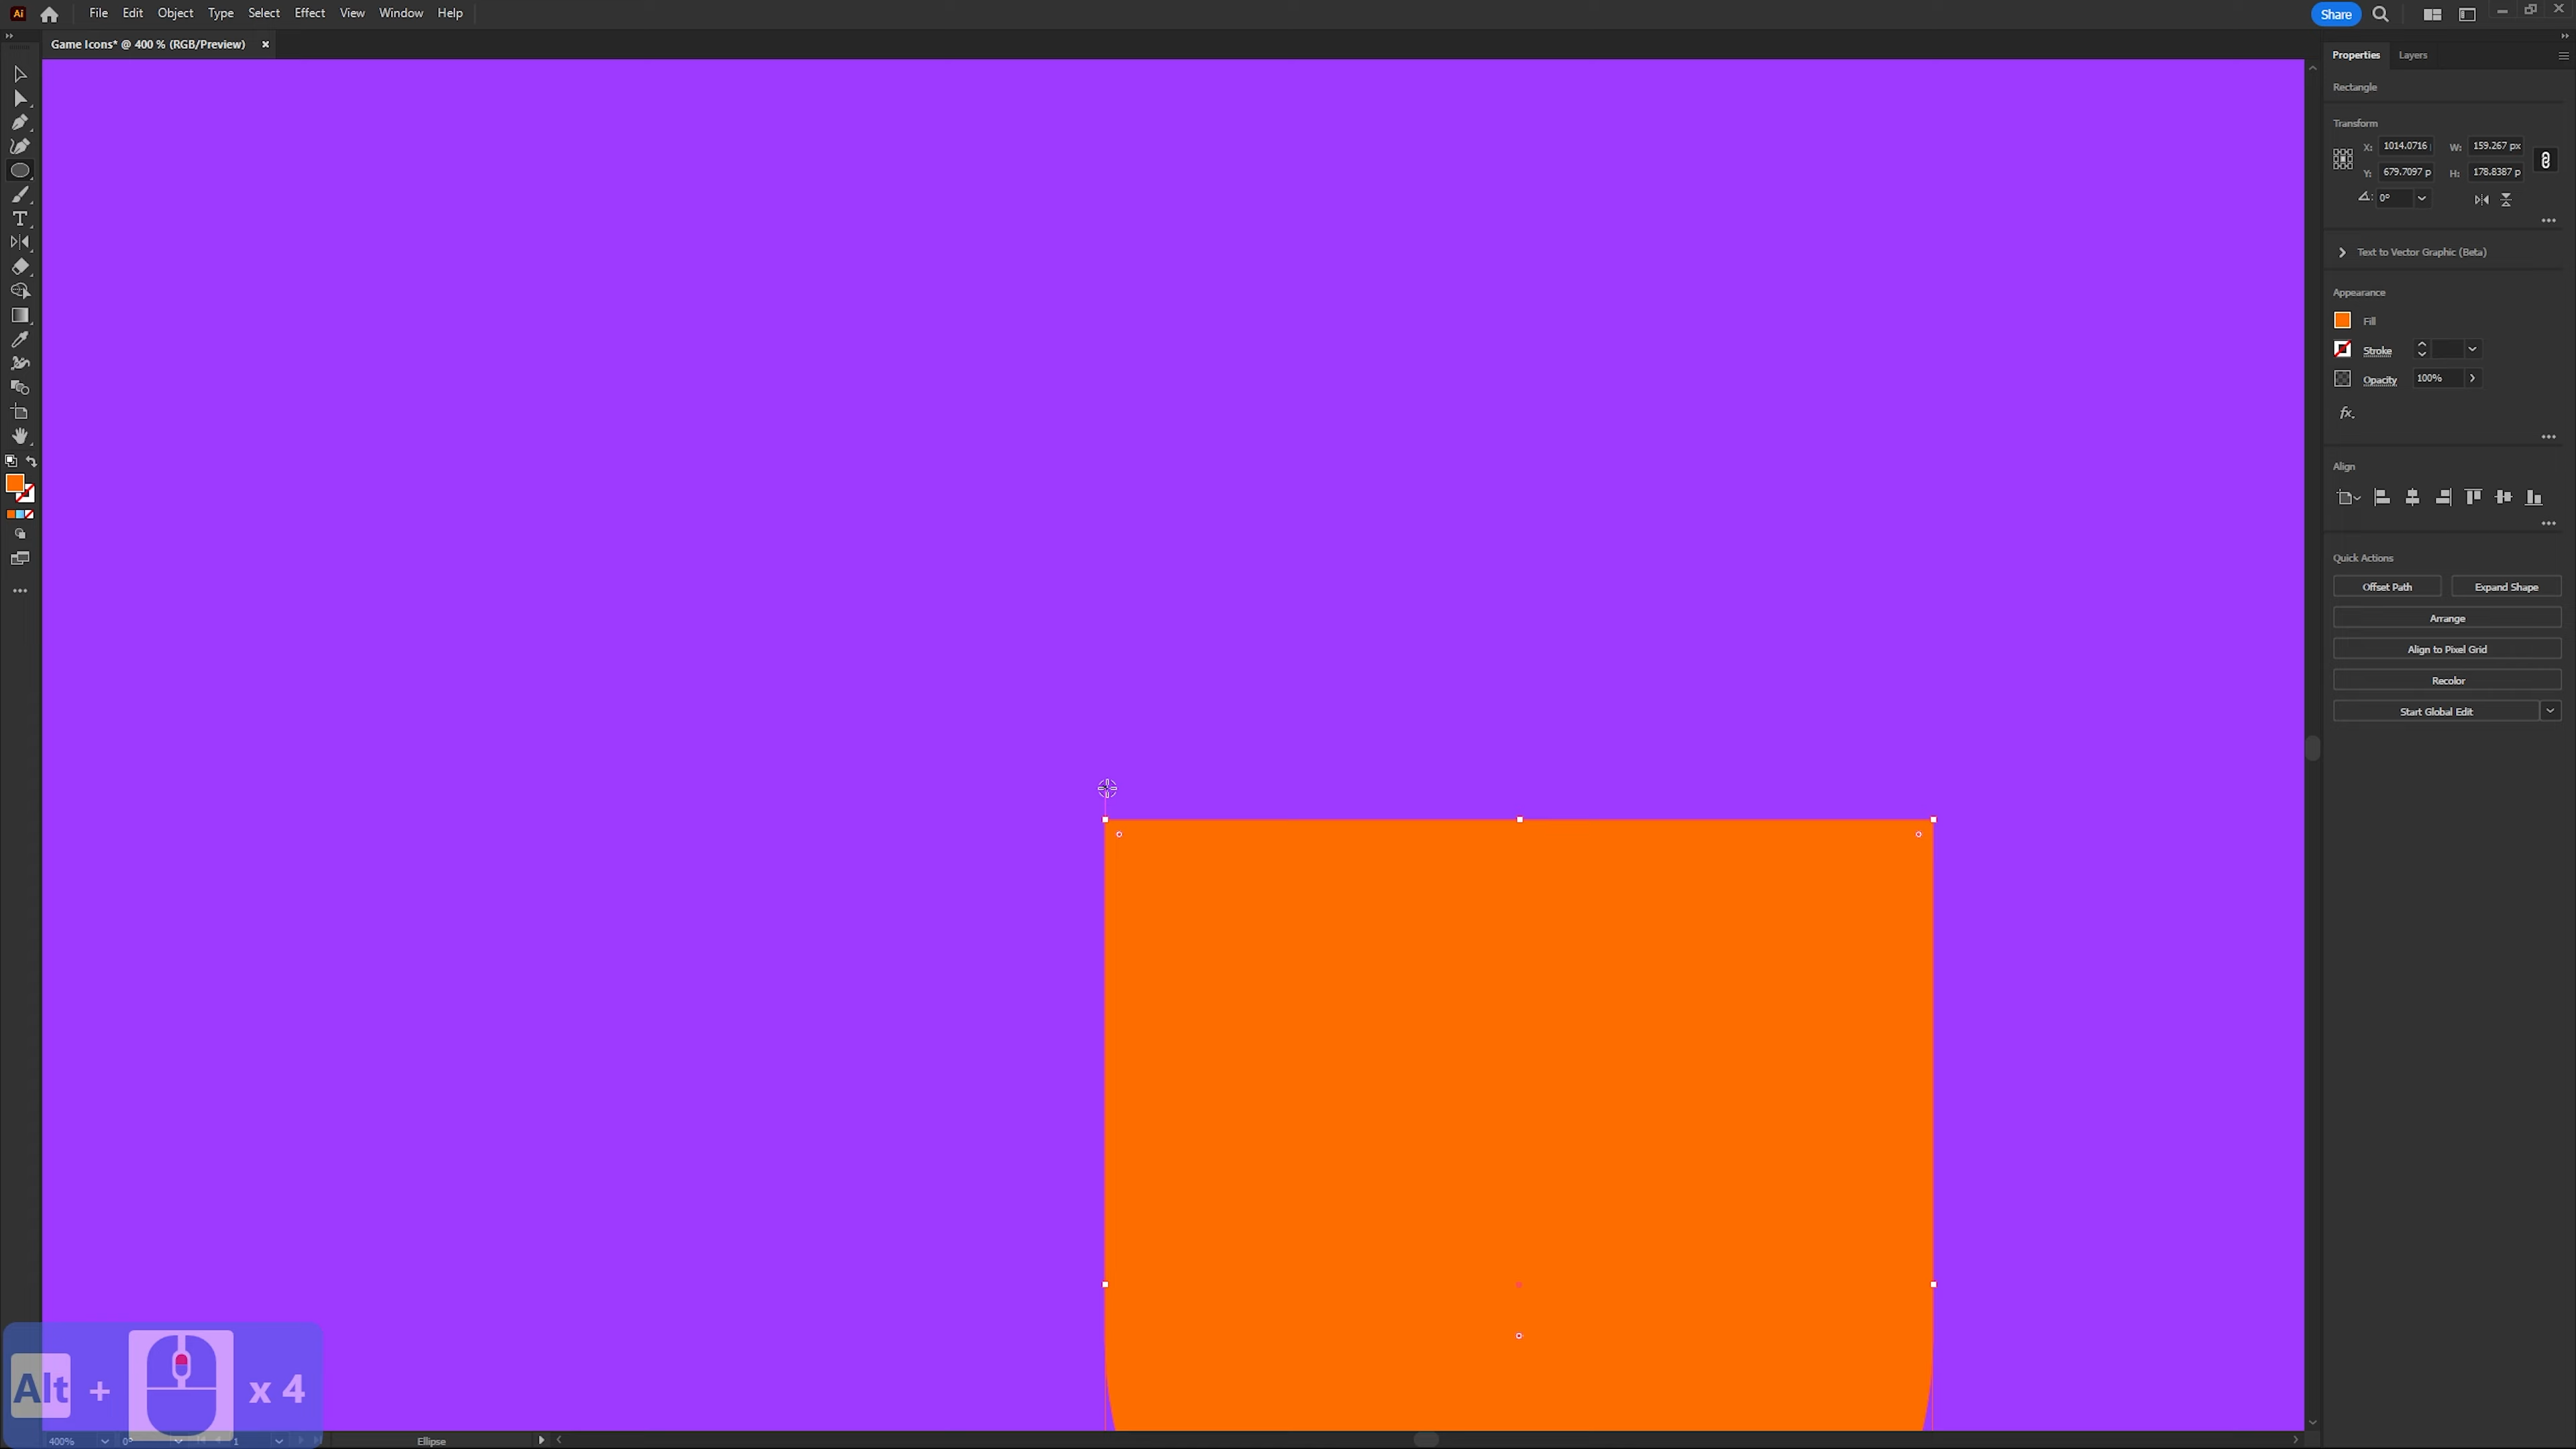 Ai File Edit Object Type Select Effect View Window Help Share
Game Icons* @ 400 % (RGB/Preview) ×
Properties Layers
Rectangle
Transform
X: 1014.0716 W: 159.267 px
Y: 679.7097 p H: 178.8387 p
0°
Text to Vector Graphic (Beta)
Appearance
Fill
Stroke
Opacity 100%
fx.
Align
Quick Actions
Offset Path Expand Shape
Arrange
Align to Pixel Grid
Recolor
Start Global Edit
Alt + x 4
400% 0° 1 Ellipse